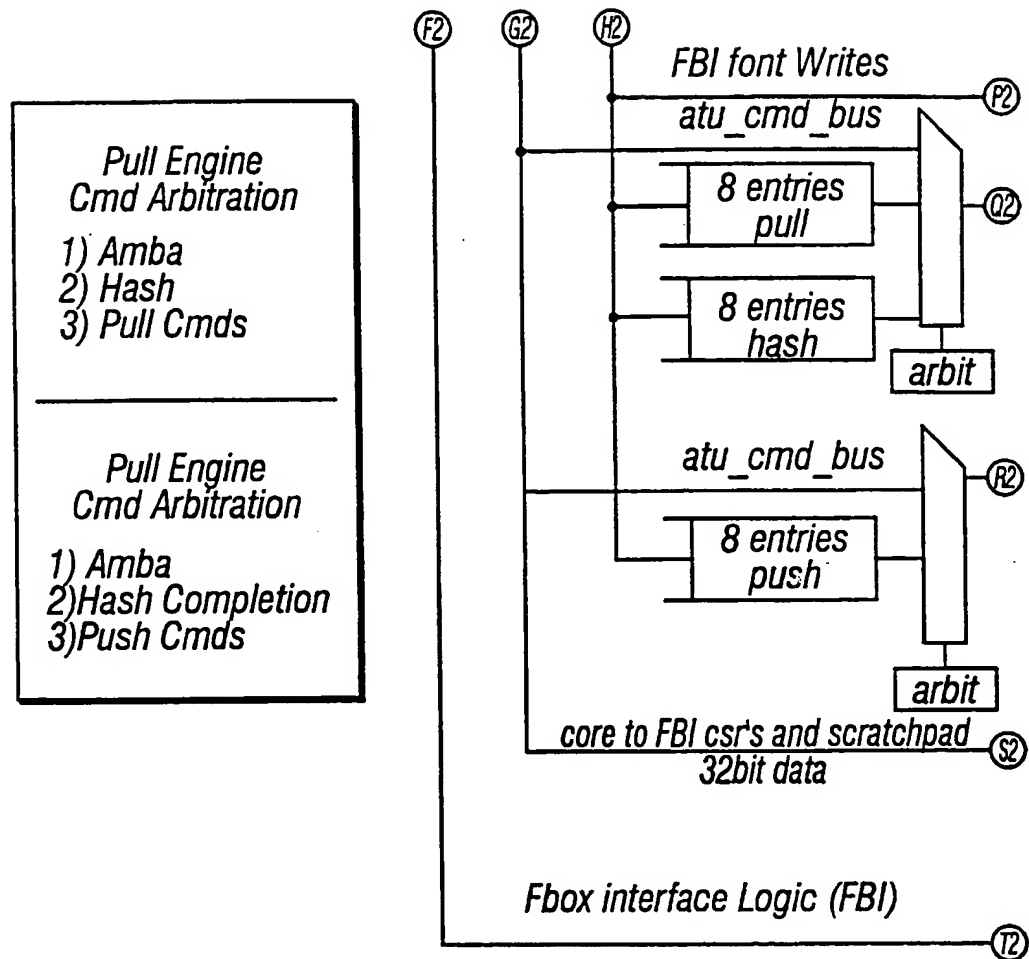 F2
G2
H2
FBI font Writes
P2
atu_cmd_bus
8 entries
pull
Q2
8 entries
hash
arbit
Pull Engine
Cmd Arbitration
1) Amba
2) Hash
3) Pull Cmds
Pull Engine
Cmd Arbitration
1) Amba
2)Hash Completion
3)Push Cmds
atu_cmd_bus
R2
8 entries
push
arbit
core to FBI csr's and scratchpad
32bit data
S2
Fbox interface Logic (FBI)
T2